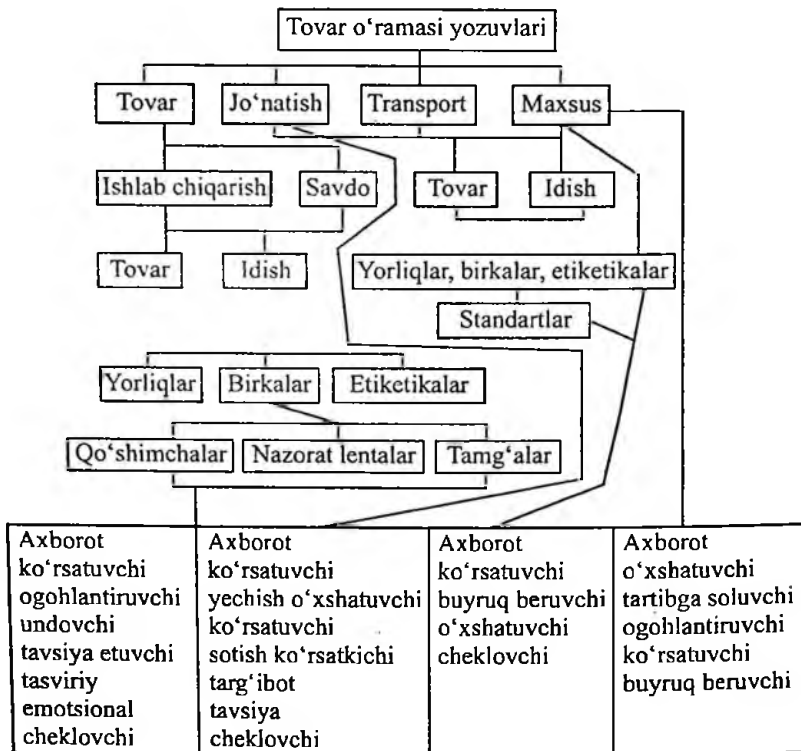 Tovar o‘ramasi yozuvlari
Tovar
Jo‘natish
Transport
Maxsus
Ishlab chiqarish
Savdo
Tovar
Idish
Tovar
Idish
Yorliqlar, birkalar, etiketikalar
Standartlar
Yorliqlar
Birkalar
Etiketikalar
Qo‘shimchalar
Nazorat lentalar
Tamg‘alar
Axborot
ko‘rsatuvchi
ogohlantiruvchi
undovchi
tavsiya etuvchi
tasviriy
emotsional
cheklovchi
Axborot
ko‘rsatuvchi
yechish o‘xshatuvchi
ko‘rsatuvchi
sotish ko‘rsatkichi
targ‘ibot
tavsiya
cheklovchi
Axborot
ko‘rsatuvchi
buyruq beruvchi
o‘xshatuvchi
cheklovchi
Axborot
o‘xshatuvchi
tartibga soluvchi
ogohlantiruvchi
ko‘rsatuvchi
buyruq beruvchi